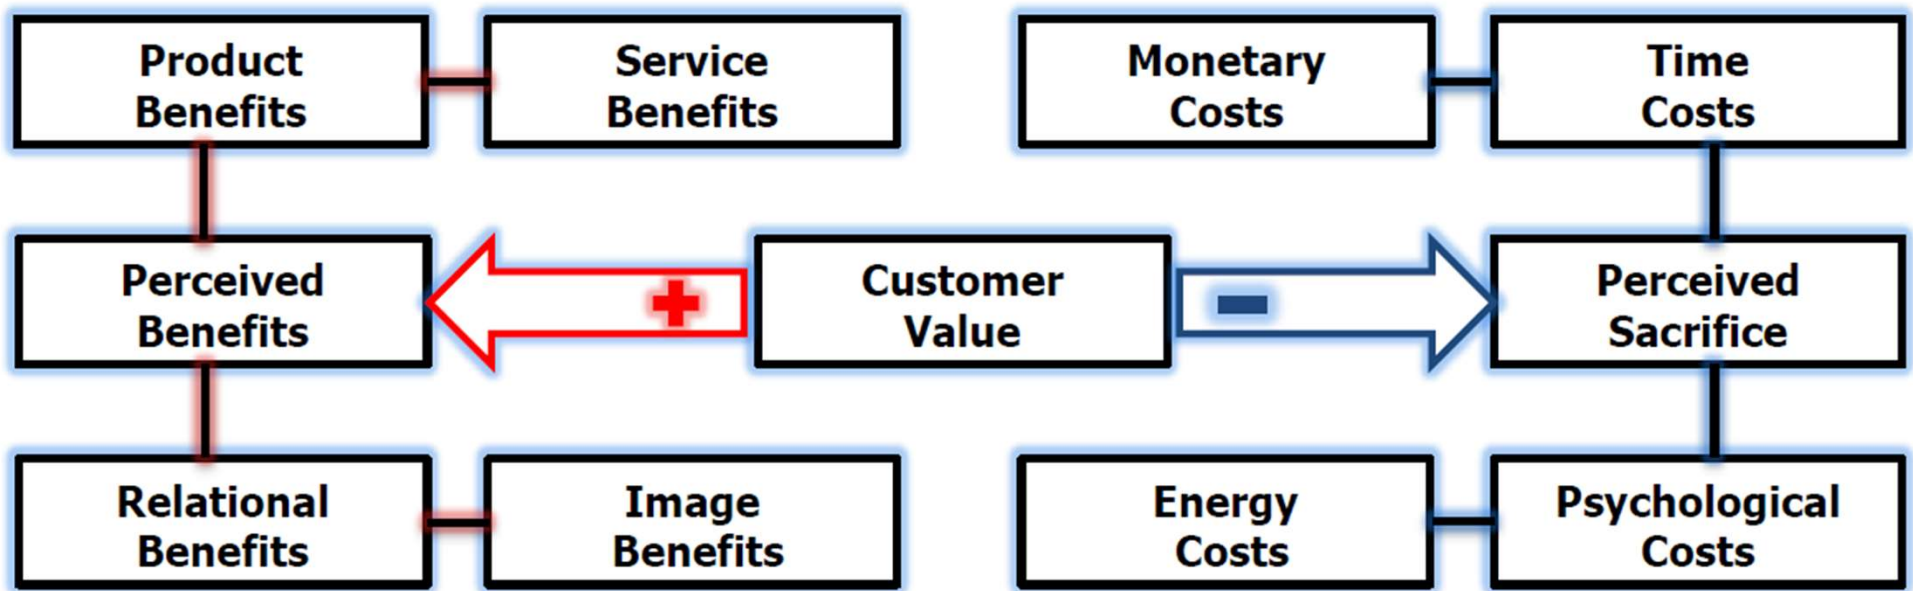 Product
Benefits
Service
Benefits
Monetary
Costs
Time
Costs
Perceived
Benefits
+
Customer
Value
-
Perceived
Sacrifice
Relational
Benefits
Image
Benefits
Energy
Costs
Psychological
Costs